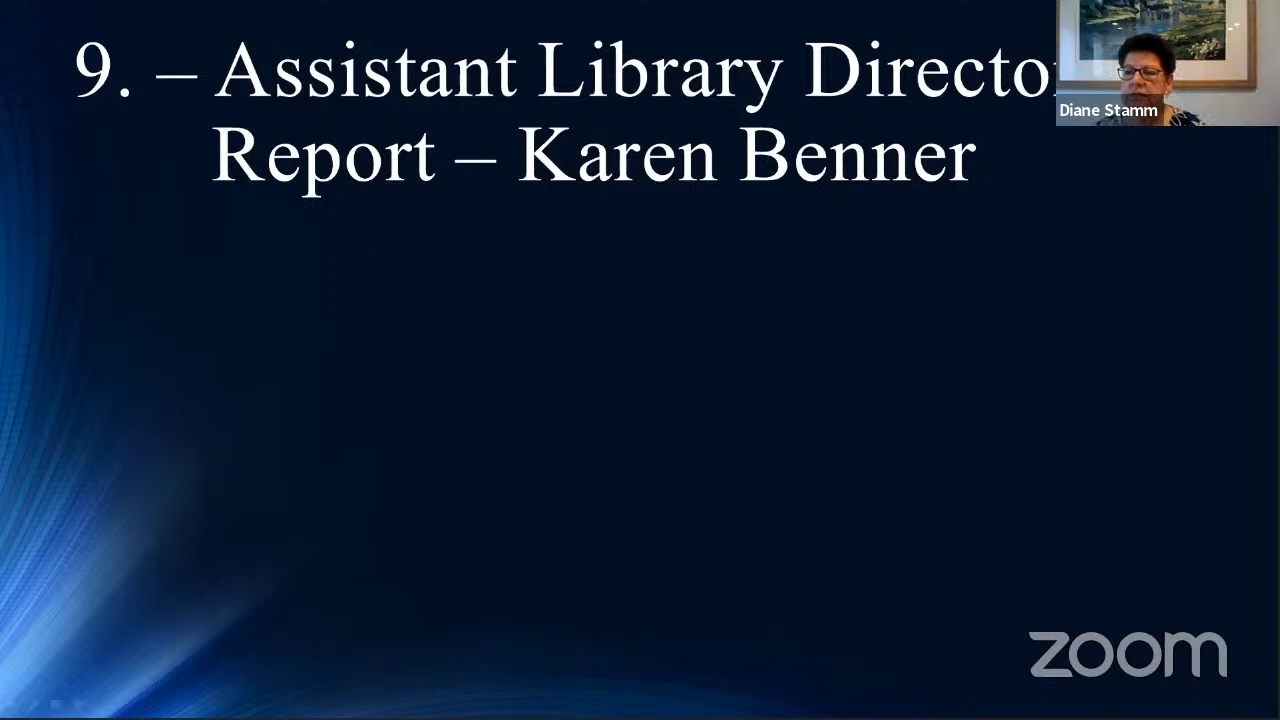 9. – Assistant Library Directo
Report – Karen Benner
Diane Stamm
zoom